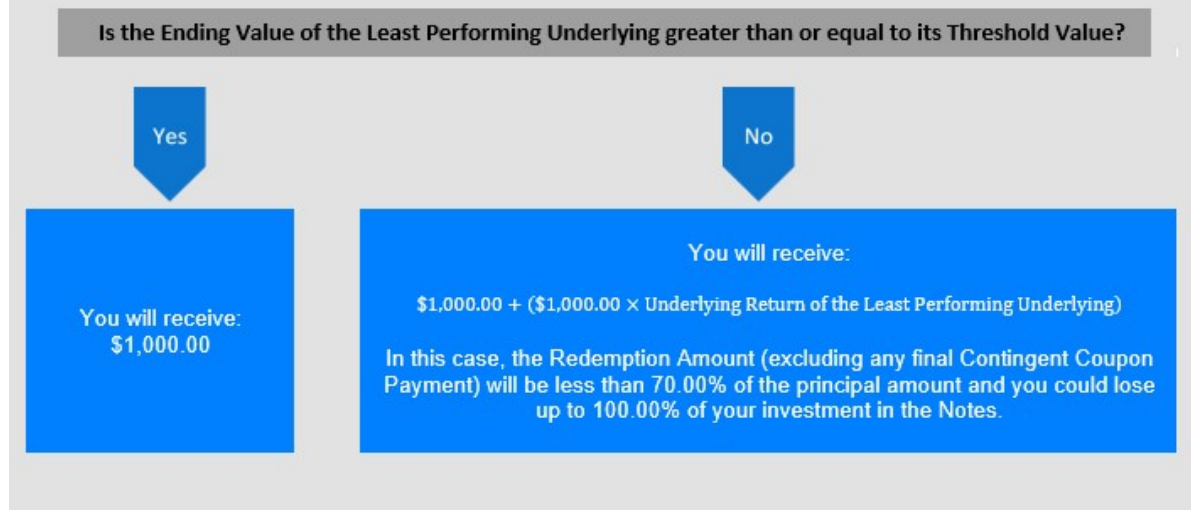 Is the Ending Value of the Least Performing Underlying greater than or equal to its Threshold Value?
Yes
No
You will receive:
$1,000.00
You will receive:
$1,000.00 + ($1,000.00 × Underlying Return of the Least Performing Underlying)
In this case, the Redemption Amount (excluding any final Contingent Coupon
Payment) will be less than 70.00% of the principal amount and you could lose
up to 100.00% of your investment in the Notes.